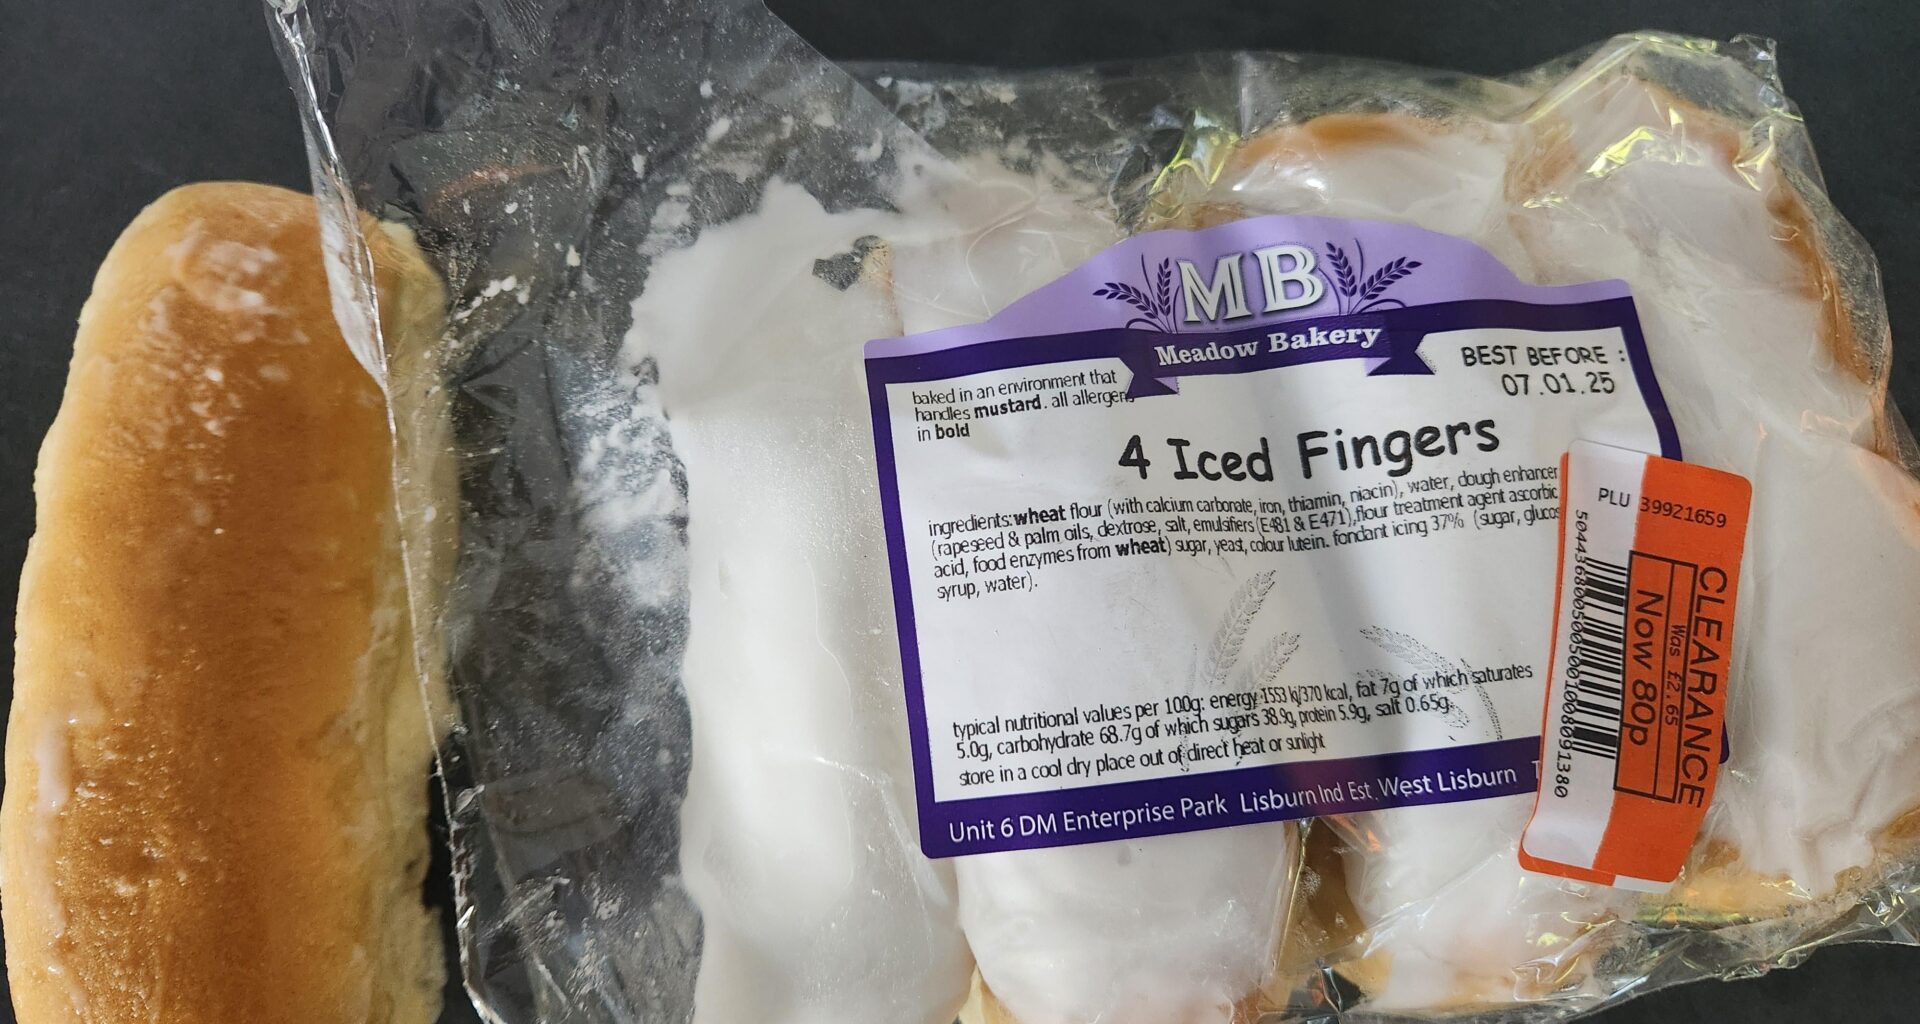 MB
Meadow Bakery
BEST BEFORE :
07.01.25
baked in an environment that
handles mustard. all allergens
in bold
4 Iced Fingers
ingredients: wheat flour (with calcium carbonate, iron, thiamin, niacin), water, dough enhancer
(rapeseed & palm oils, dextrose, salt, emulsifiers (E481 & E471),flour treatment agent ascorbic
acid, food enzymes from wheat) sugar, yeast, colour lutein. fondant icing 37% (sugar,
syrup, water).
typical nutritional values per 100g: energy 1553 kj/370 kcal, fat 7g of which saturates
5.0g, carbohydrate 68.7g of which sugars 38.9g, protein 5.9g, salt 0.65g.
store in a cool dry place out of direct heat or sunlight
Unit 6 DM Enterprise Park Lisburn Ind Est. West Lisburn
PLU 39921659
CLEARANCE
Was £2.65
Now 80p